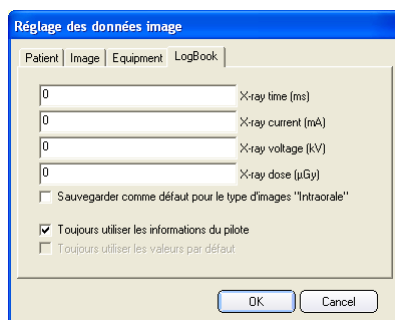 Réglage des données image
Patient Image Equipment LogBook
0 X-ray time (ms)
0 X-ray current (mA)
0 X-ray voltage (kV)
0 X-ray dose (µGy)
Sauvegarder comme défaut pour le type d'images "Intraorale"
Toujours utiliser les informations du pilote
Toujours utiliser les valeurs par défaut
OK Cancel